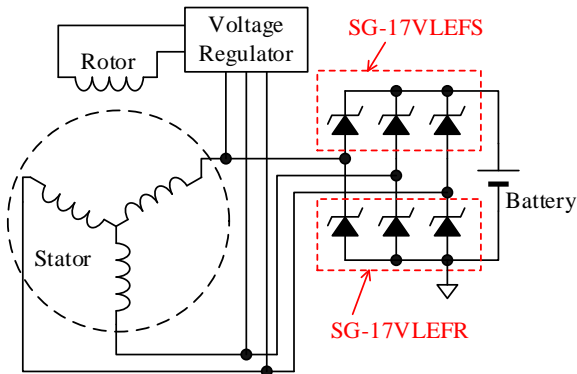 Voltage
Regulator
Rotor
SG-17VLEFS
Battery
Stator
SG-17VLEFR